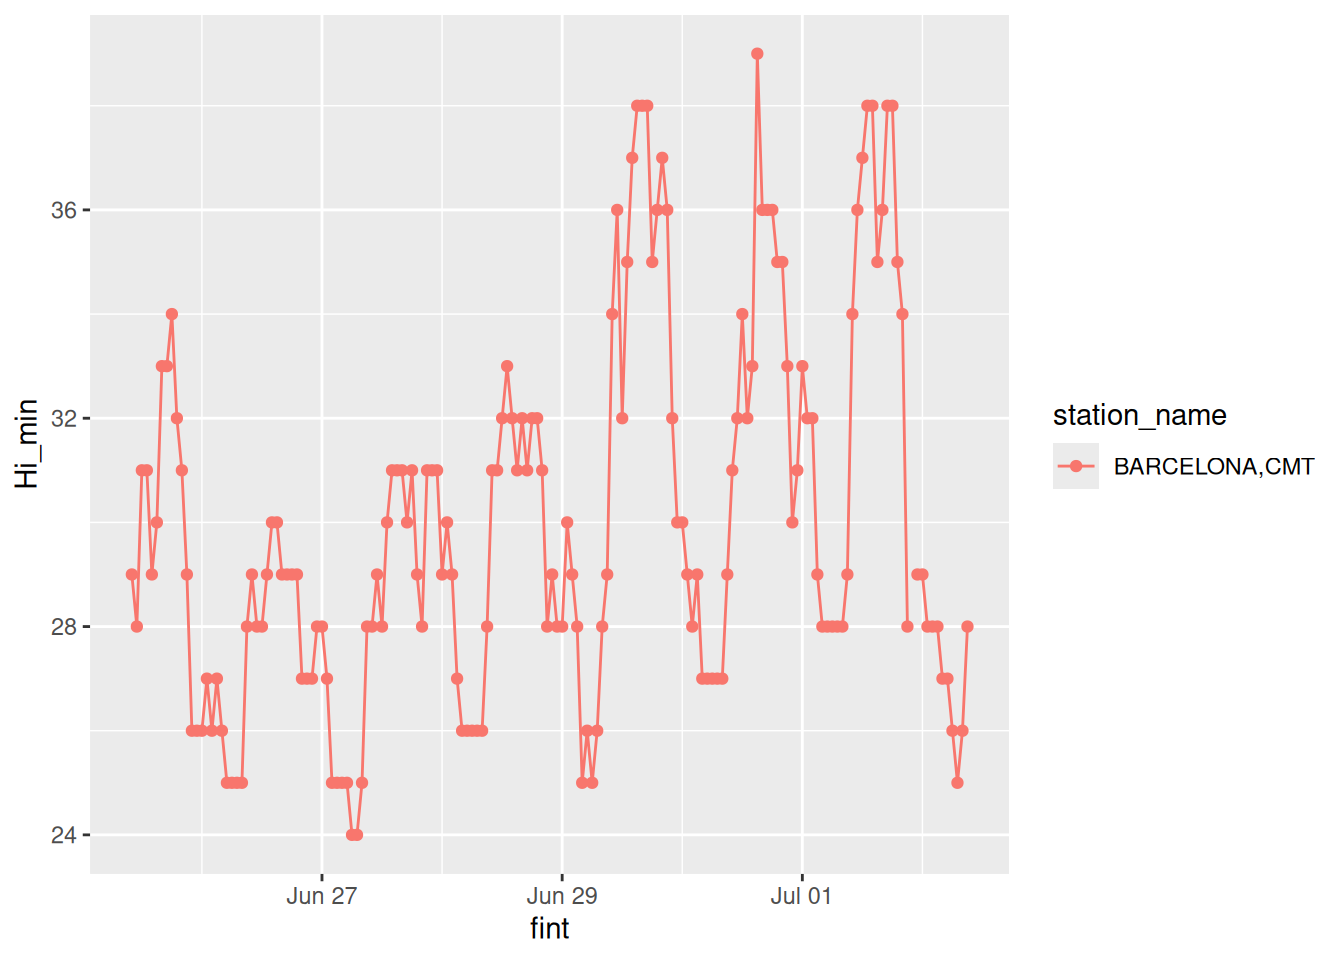 Hi_min
36
32
28
24
Jun 27
Jun 29
Jul 01
fint
station_name
BARCELONA,CMT